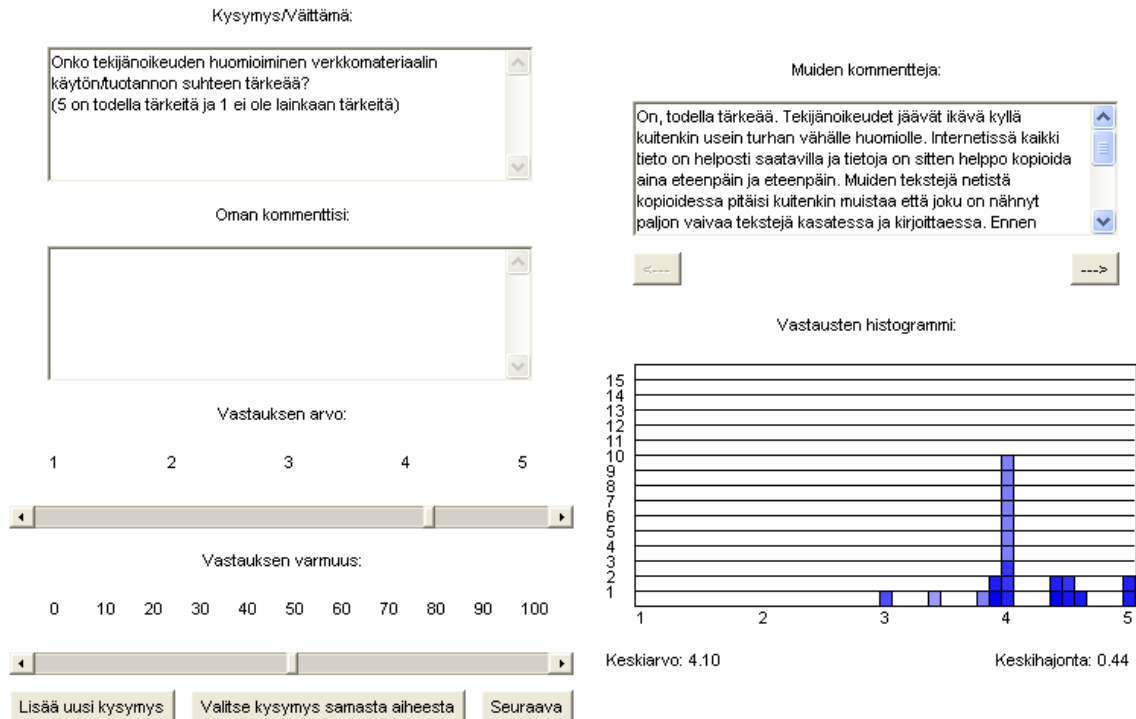 Kysymys/Väittämä:
Onko tekijänoikeuden huomioiminen verkkomateriaalin
käytön/tuotannon suhteen tärkeää?
(5 on todella tärkeitä ja 1 ei ole lainkaan tärkeitä)
Oman kommenttisi:
Vastauksen arvo:
1 2 3 4 5
Vastauksen varmuus:
0 10 20 30 40 50 60 70 80 90 100
Lisää uusi kysymys Valitse kysymys samasta aiheesta Seuraava
Muiden kommentteja:
On, todella tärkeää. Tekijänoikeudet jäävät ikävä kyllä
kuitenkin usein turhan vähälle huomiolle. Internetissä kaikki
tieto on helposti saatavilla ja tietoja on sitten helppo kopioida
aina eteenpäin ja eteenpäin. Muiden tekstejä netistä
kopioidessa pitäisi kuitenkin muistaa että joku on nähnyt
paljon vaivaa tekstejä kasatessa ja kirjoittaessa. Ennen
<--- --->
Vastausten histogrammi:
15
14
13
12
11
10
9
8
7
6
5
4
3
2
1
1 2 3 4 5
Keskiarvo: 4.10 Keskihajonta: 0.44